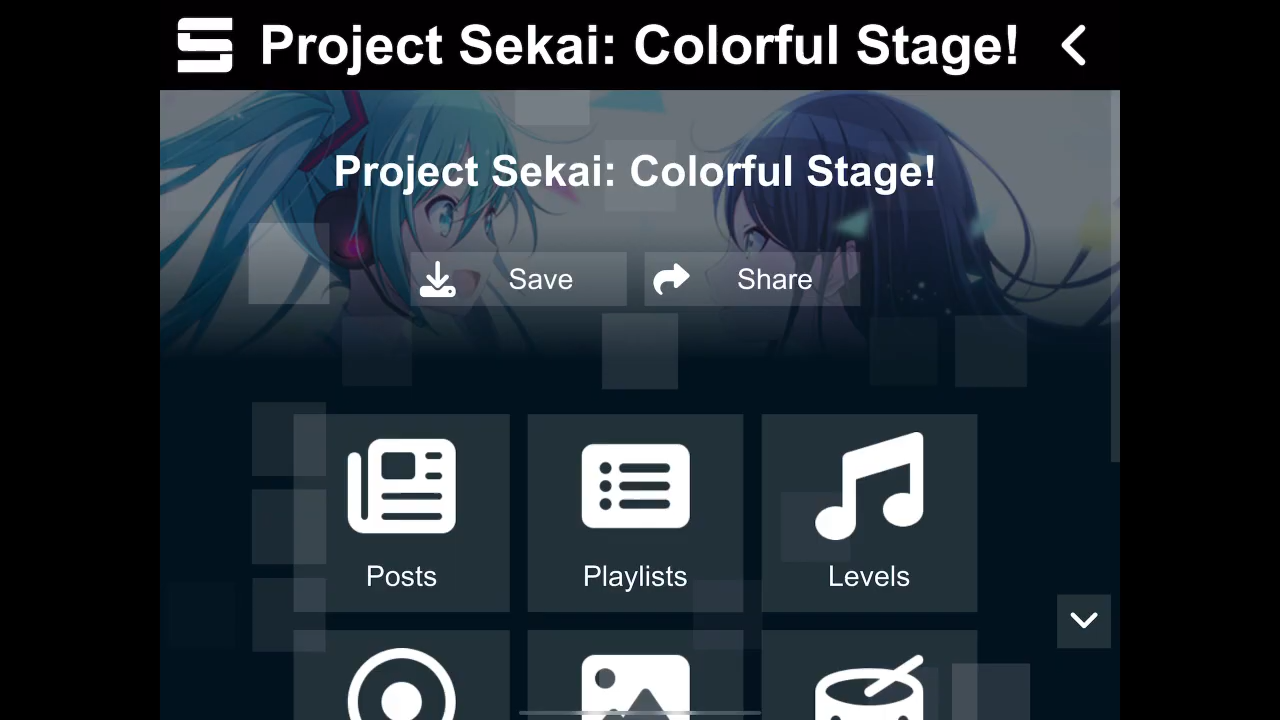 Project Sekai: Colorful Stage!
Project Sekai: Colorful Stage!
Save
Share
Posts
Playlists
Levels